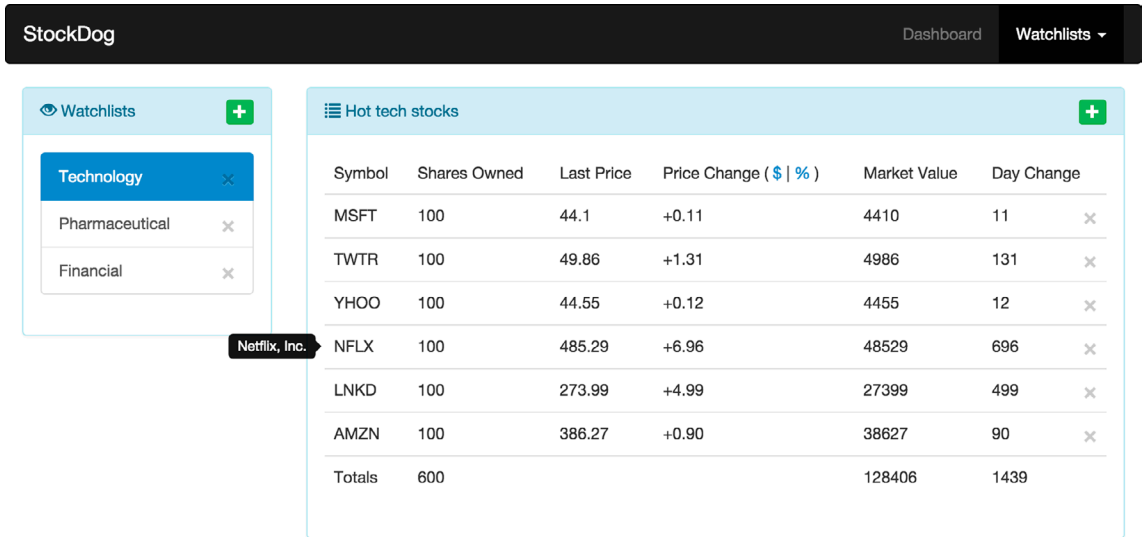 StockDog Dashboard Watchlists
Watchlists
Technology
Pharmaceutical
Financial
Hot tech stocks
Symbol Shares Owned Last Price Price Change ( $ | % ) Market Value Day Change
MSFT 100 44.1 +0.11 4410 11
TWTR 100 49.86 +1.31 4986 131
YHOO 100 44.55 +0.12 4455 12
Netflix, Inc. NFLX 100 485.29 +6.96 48529 696
LNKD 100 273.99 +4.99 27399 499
AMZN 100 386.27 +0.90 38627 90
Totals 600 128406 1439